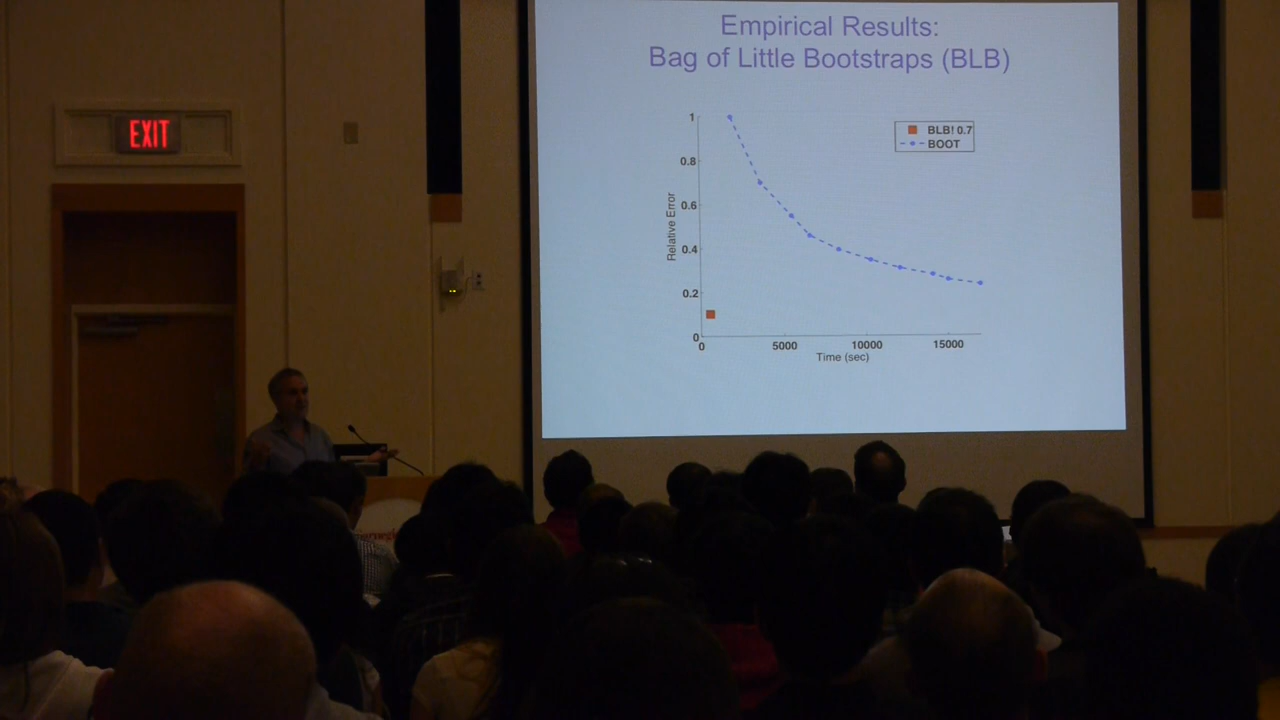 Empirical Results:
Bag of Little Bootstraps (BLB)
EXIT
1
0.8
0.6
0.4
0.2
0
Relative Error
BLB! 0.7
BOOT
0
5000
10000
15000
Time (sec)